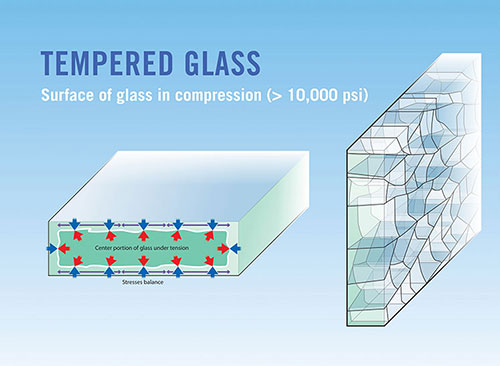 TEMPERED GLASS
Surface of glass in compression (> 10,000 psi)
Center portion of glass under tension
Stresses balance